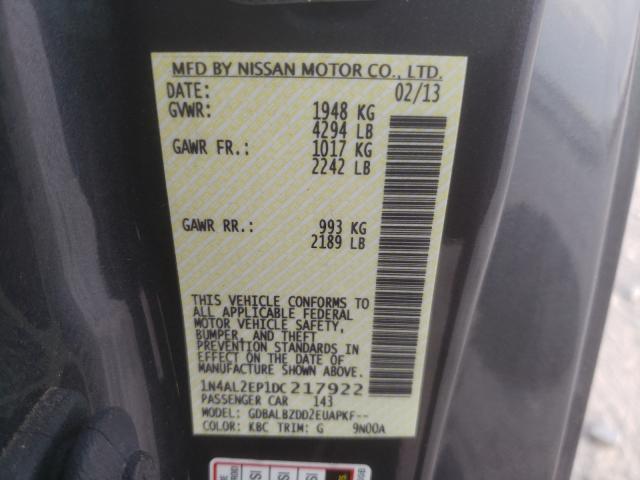 MFD BY NISSAN MOTOR CO., LTD.
DATE: 02/13
GVWR: 1948 KG
4294 LB
GAWR FR.: 1017 KG
2242 LB
GAWR RR.: 993 KG
2189 LB
THIS VEHICLE CONFORMS TO
ALL APPLICABLE FEDERAL
MOTOR VEHICLE SAFETY,
BUMPER, AND THEFT
PREVENTION STANDARDS
IN EFFECT ON THE DATE OF
MANUFACTURE SHOWN ABOVE.
1N4AL2EP1DC217922
PASSENGER CAR 143
MODEL: GDBALBZDD2EUAPKF--
COLOR: KBC TRIM: G 9N00A